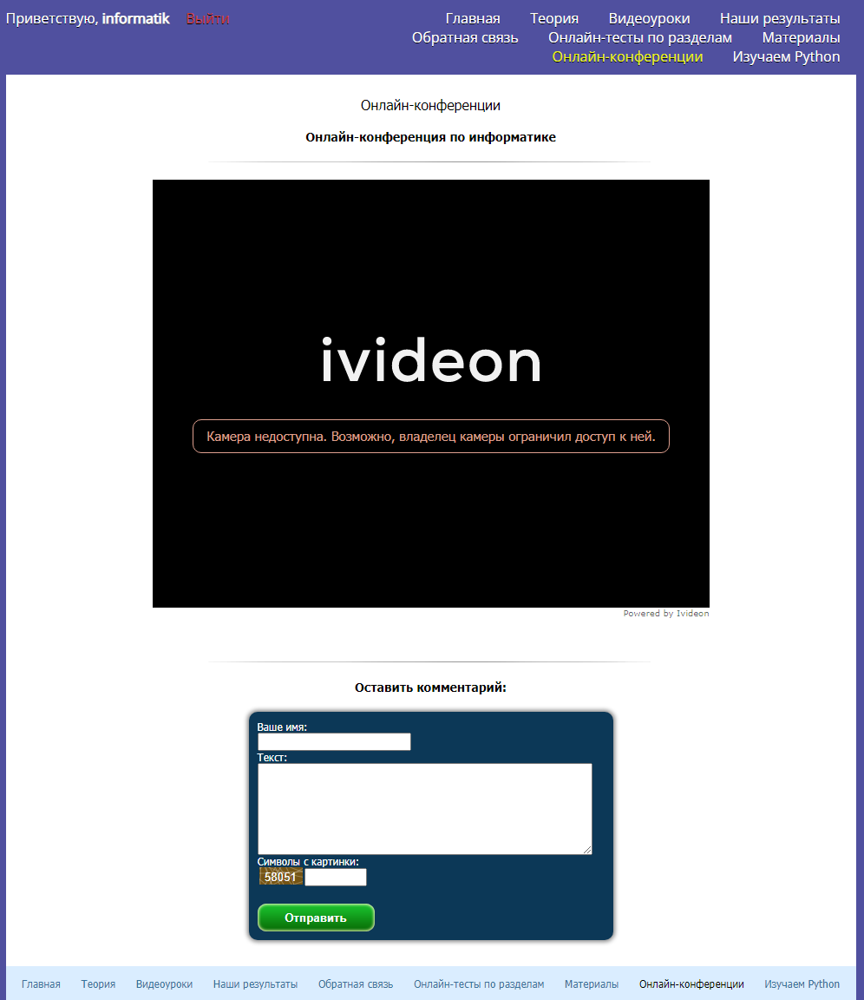 Приветствую, informatik Выйти
Главная Теория Видеоуроки Наши результаты
Обратная связь Онлайн-тесты по разделам Материалы
Онлайн-конференции Изучаем Python
Онлайн-конференции
Онлайн-конференция по информатике
ivideon
Камера недоступна. Возможно, владелец камеры ограничил доступ к ней.
Powered by Ivideon
Оставить комментарий:
Ваше имя:
Текст:
Символы с картинки:
58051
Отправить
Главная Теория Видеоуроки Наши результаты Обратная связь Онлайн-тесты по разделам Материалы Онлайн-конференции Изучаем Python